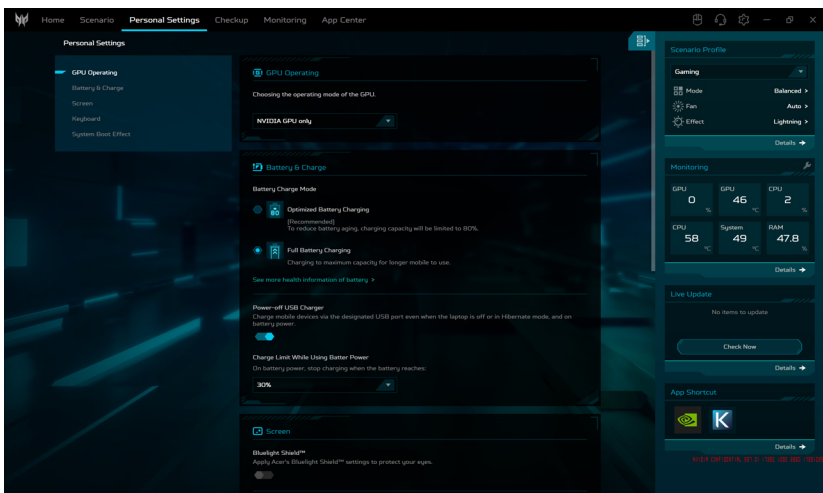 Home Scenario Personal Settings Checkup Monitoring App Center
Personal Settings
GPU Operating
Battery & Charge
Screen
Keyboard
System Boot Effect
GPU Operating
Choosing the operating mode of the GPU.
NVIDIA GPU only
Battery & Charge
Battery Charge Mode
80
Optimized Battery Charging
[Recommended]
To reduce battery aging, charging capacity will be limited to 80%.
Full Battery Charging
Charging to maximum capacity for longer mobile to use.
See more health information of battery >
Power-off USB Charger
Charge mobile devices via the designated USB port even when the laptop is off or in Hibernate mode, and on
battery power.
Charge Limit While Using Batter Power
On battery power, stop charging when the battery reaches:
30%
Screen
Bluelight Shield™
Apply Acer's Bluelight Shield™ settings to protect your eyes.
Scenario Profile
Gaming
Mode Balanced >
Fan Auto >
Effect Lightning >
Details →
Monitoring
GPU GPU CPU
0 % 46 °C 2 %
CPU System RAM
58 °C 49 °C 47.8 %
Details →
Live Update
No items to update
Check Now
Details →
App Shortcut
K
Details →